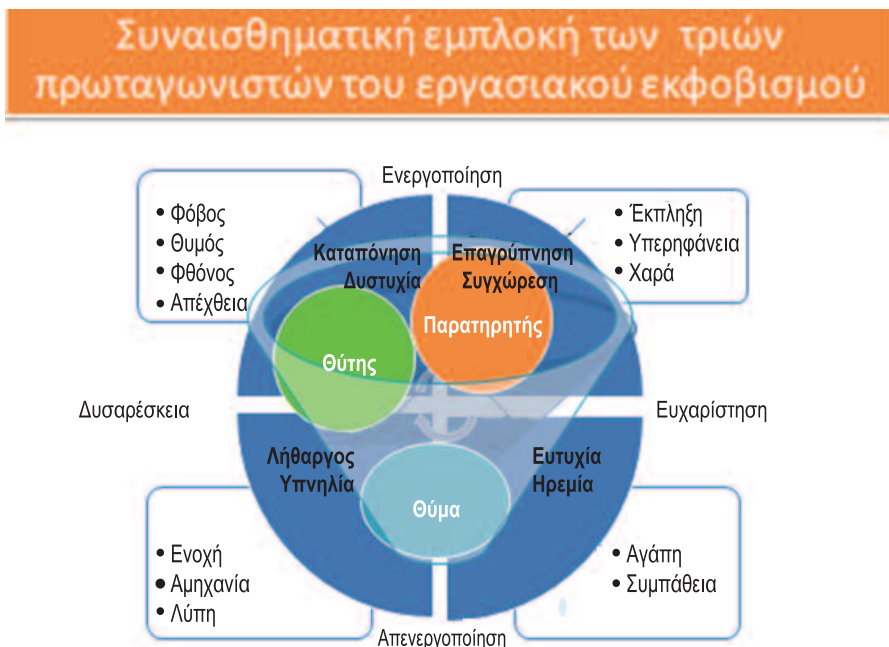 Συναισθηματική εμπλοκή των τριών
πρωταγωνιστών του εργασιακού εκφοβισμού
Ενεργοποίηση
• Φόβος
• Θυμός
• Φθόνος
• Απέχθεια
• Έκπληξη
• Υπερηφάνεια
• Χαρά
Καταπόνηση
Δυστυχία
Επαγρύπνηση
Συγχώρεση
Παρατηρητής
Θύτης
Δυσαρέσκεια
Ευχαρίστηση
Λήθαργος
Υπνηλία
Ευτυχία
Ηρεμία
Θύμα
• Ενοχή
• Αμηχανία
• Λύπη
• Αγάπη
• Συμπάθεια
Απενεργοποίηση